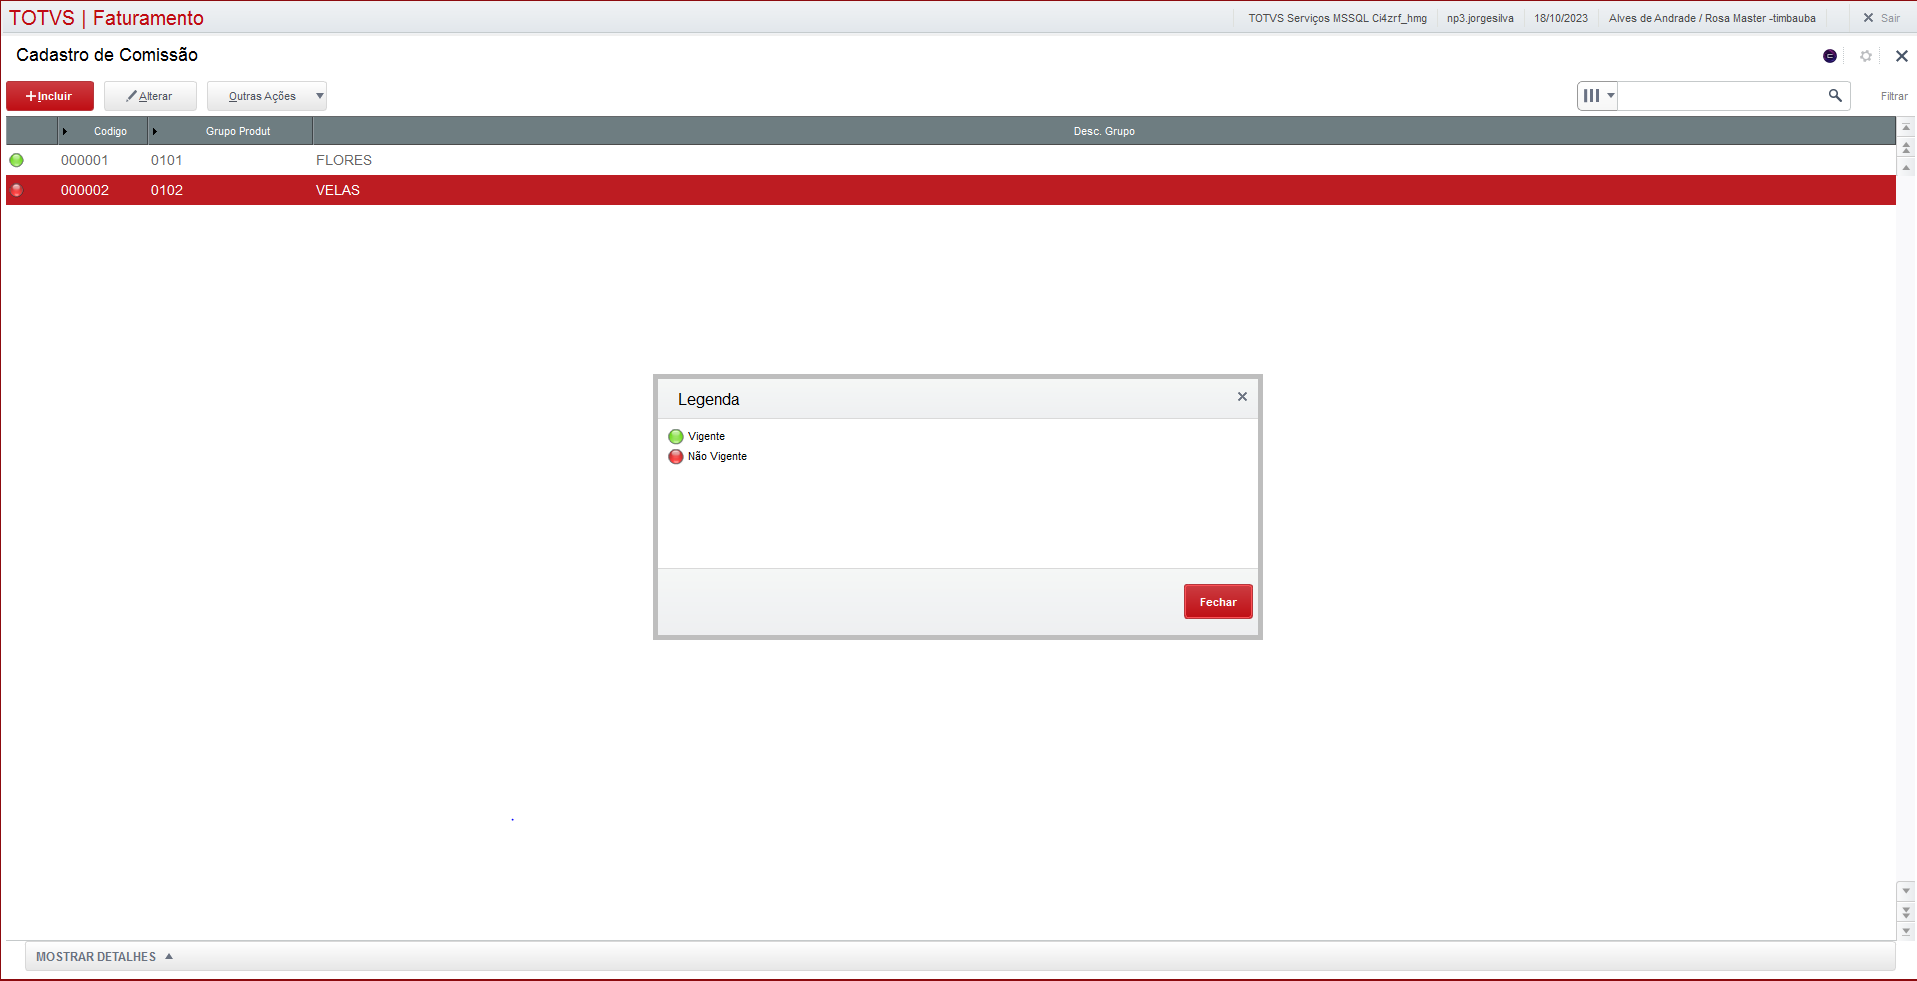 TOTVS | Faturamento
TOTVS Serviços MSSQL Ci4zrf_hmg np3.jorgesilva 18/10/2023 Alves de Andrade / Rosa Master -timbauba Sair
Cadastro de Comissão
Incluir Alterar Outras Ações Filtrar
Codigo Grupo Produt Desc. Grupo
000001 0101 FLORES
000002 0102 VELAS
Legenda
Vigente
Não Vigente
Fechar
MOSTRAR DETALHES